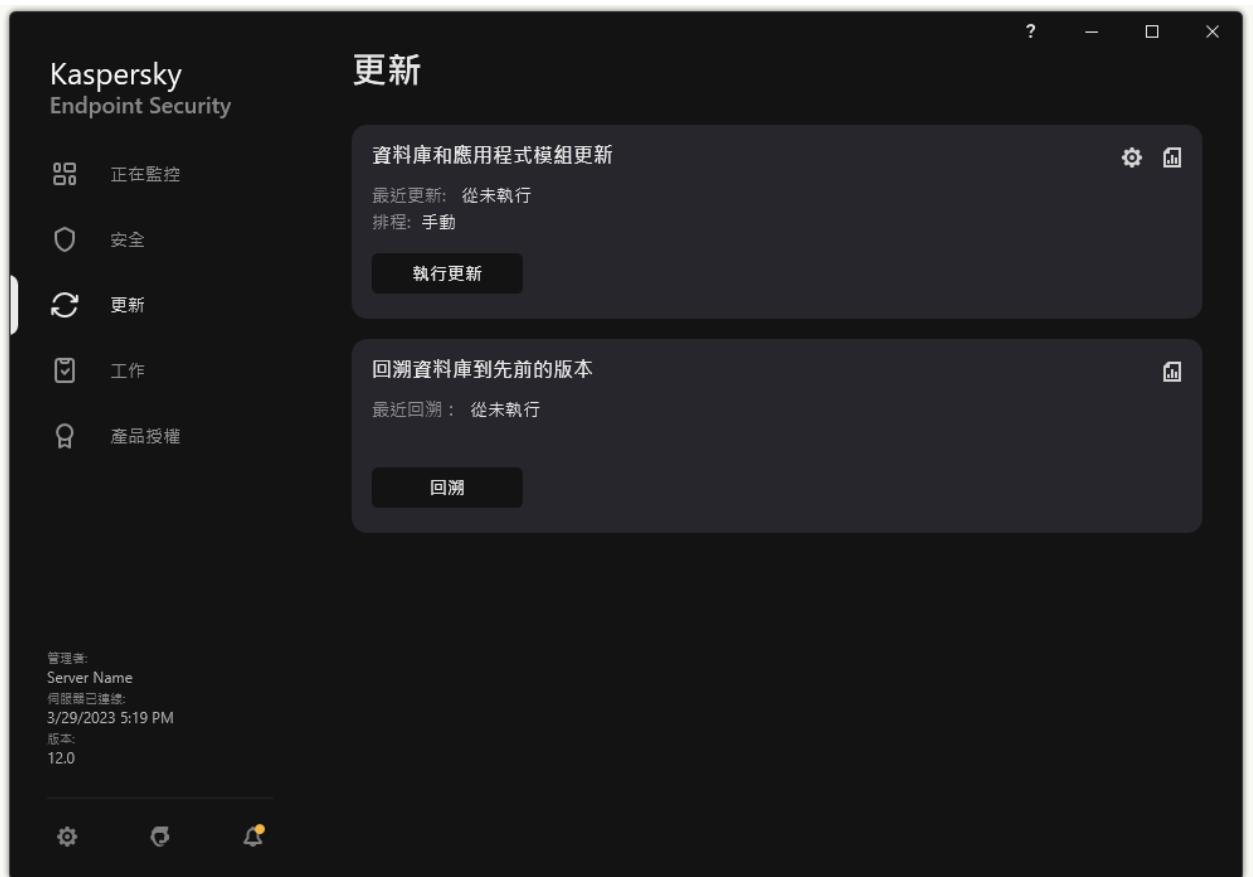 ?
Kaspersky
Endpoint Security
正在監控
安全
更新
工作
產品授權
管理者:
Server Name
伺服器已連線:
3/29/2023 5:19 PM
版本:
12.0
更新
資料庫和應用程式模組更新
最近更新: 從未執行
排程: 手動
執行更新
回溯資料庫到先前的版本
最近回溯： 從未執行
回溯